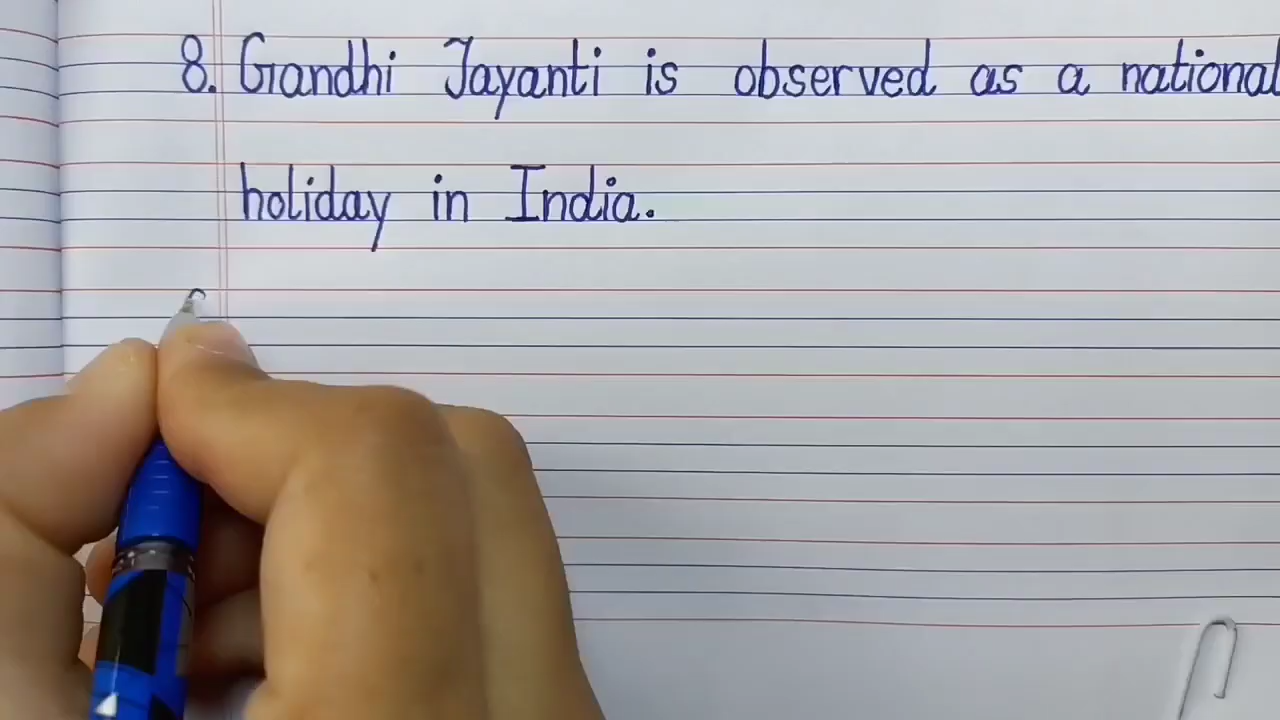 8. Gandhi Jayanti is observed as a national
holiday in India.